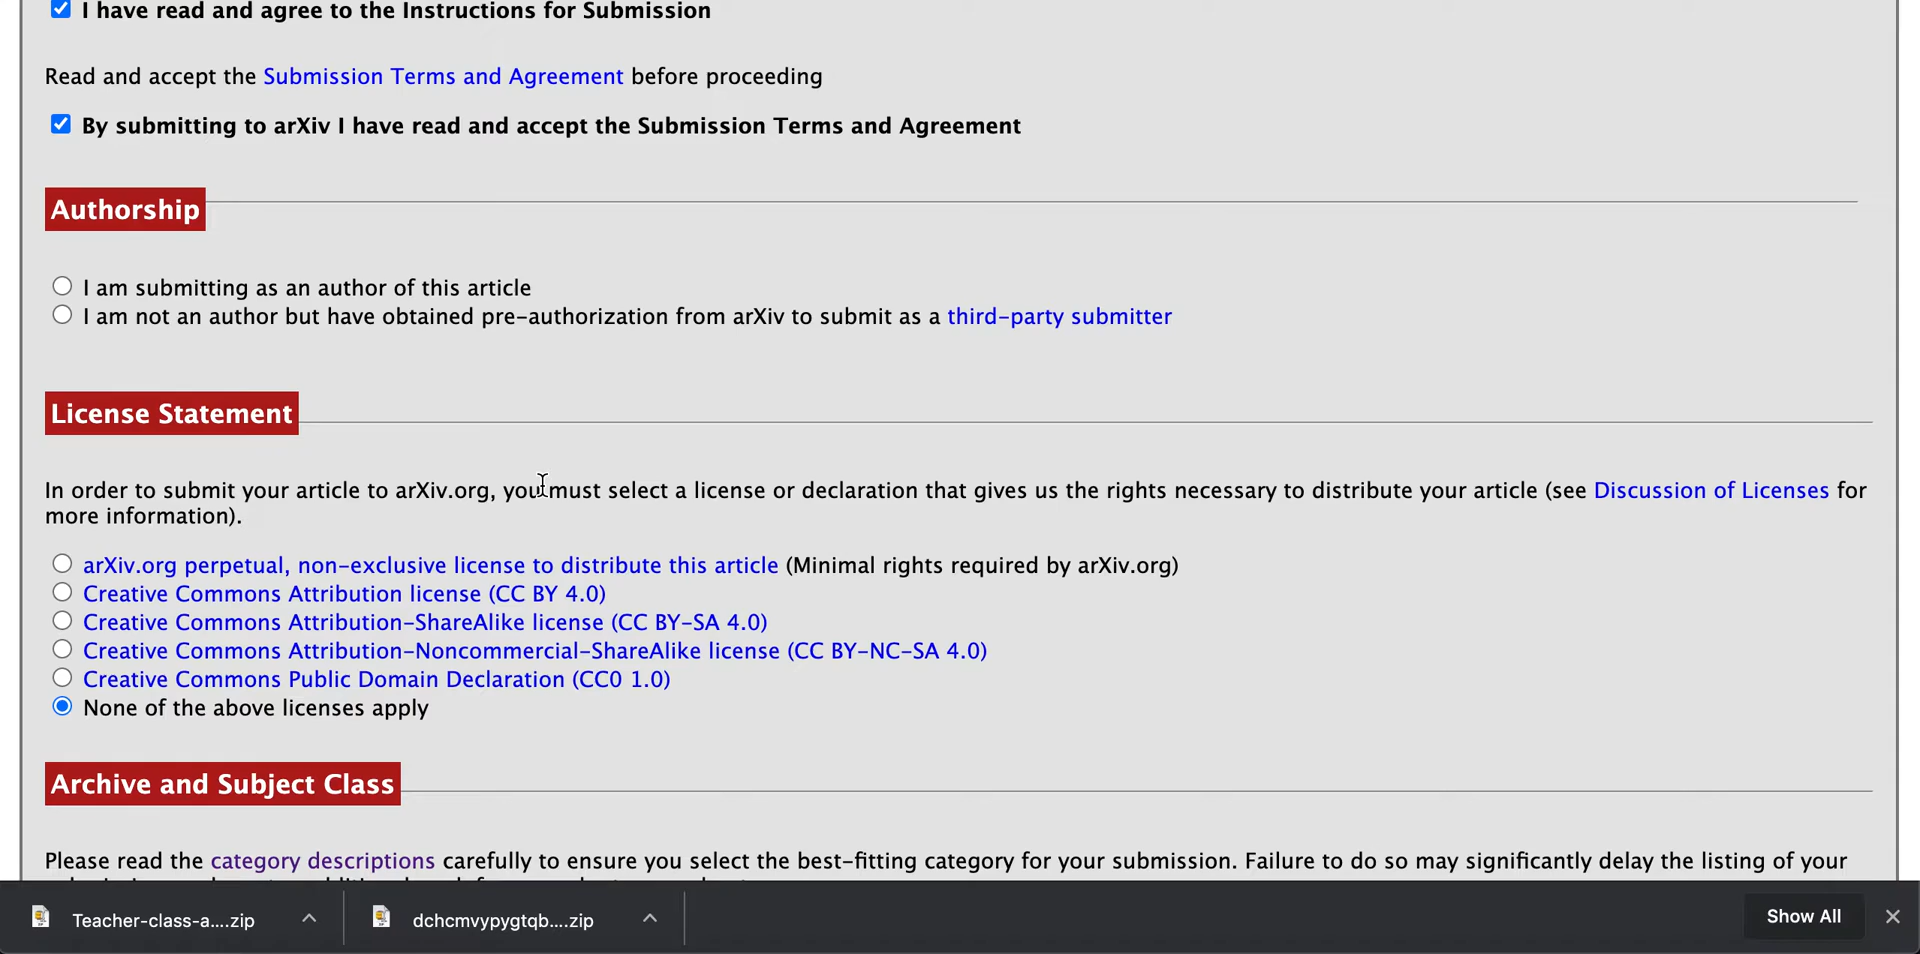 I have read and agree to the Instructions for Submission
Read and accept the Submission Terms and Agreement before proceeding
By submitting to arXiv I have read and accept the Submission Terms and Agreement
Authorship
I am submitting as an author of this article
I am not an author but have obtained pre-authorization from arXiv to submit as a third-party submitter
License Statement
In order to submit your article to arXiv.org, you must select a license or declaration that gives us the rights necessary to distribute your article (see Discussion of Licenses for
more information).
arXiv.org perpetual, non-exclusive license to distribute this article (Minimal rights required by arXiv.org)
Creative Commons Attribution license (CC BY 4.0)
Creative Commons Attribution-ShareAlike license (CC BY-SA 4.0)
Creative Commons Attribution-Noncommercial-ShareAlike license (CC BY-NC-SA 4.0)
Creative Commons Public Domain Declaration (CC0 1.0)
None of the above licenses apply
Archive and Subject Class
Please read the category descriptions carefully to ensure you select the best-fitting category for your submission. Failure to do so may significantly delay the listing of your
Teacher-class-a....zip dchcmvypygtqb....zip Show All